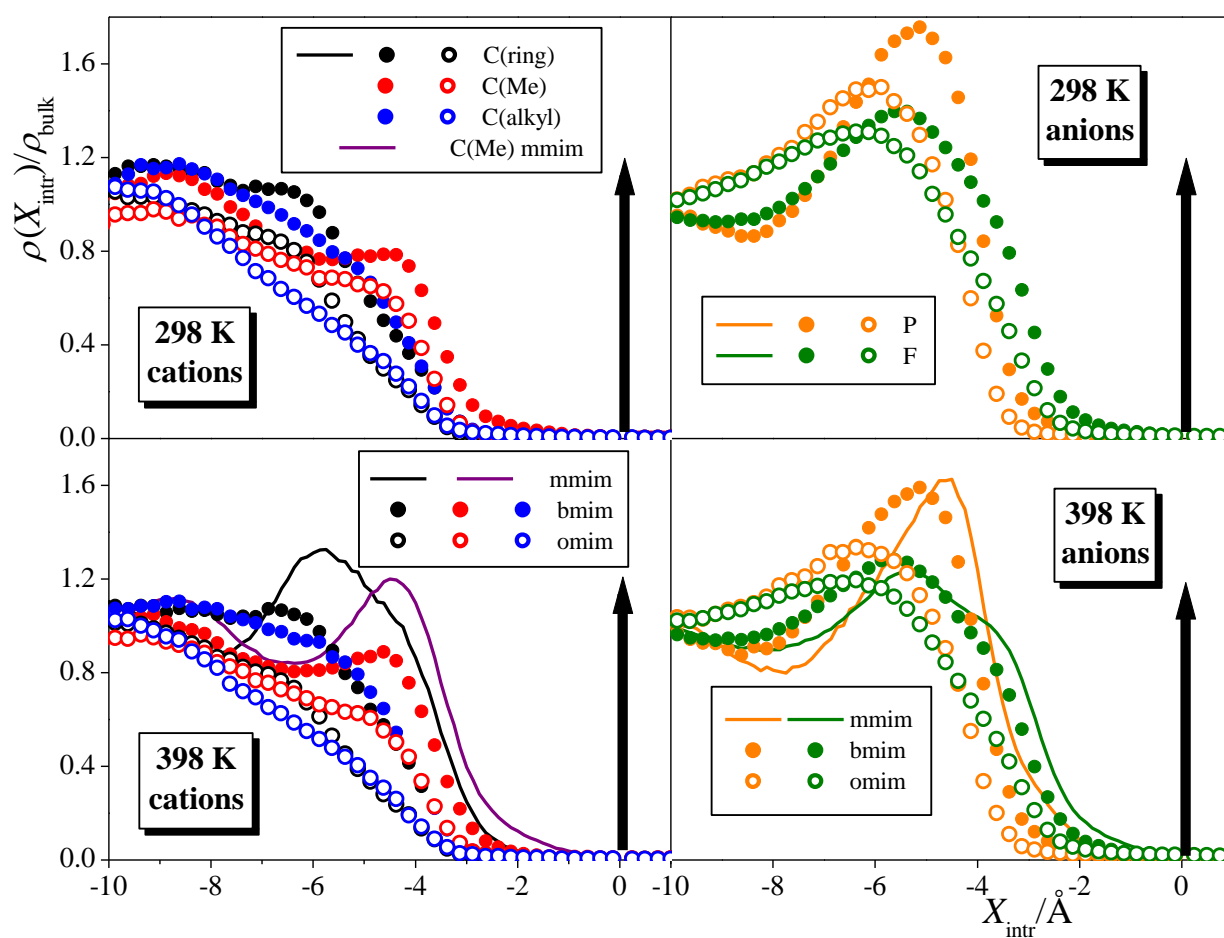 ρ(X_intr)/ρ_bulk
1.6
1.2
0.8
0.4
0.0
C(ring)
C(Me)
C(alkyl)
C(Me) mmim
298 K
cations
298 K
anions
P
F
1.6
1.2
0.8
0.4
0.0
mmim
bmim
omim
398 K
cations
398 K
anions
mmim
bmim
omim
-10 -8 -6 -4 -2 0 -10 -8 -6 -4 -2 0
X_intr/Å